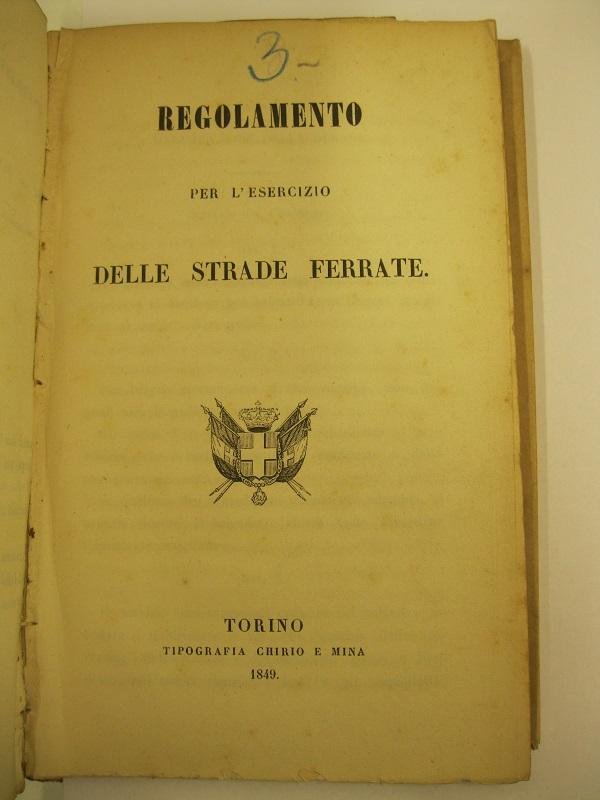 3-
REGOLAMENTO
PER L'ESERCIZIO
DELLE STRADE FERRATE.
TORINO
TIPOGRAFIA CHIRIO E MINA
1849.